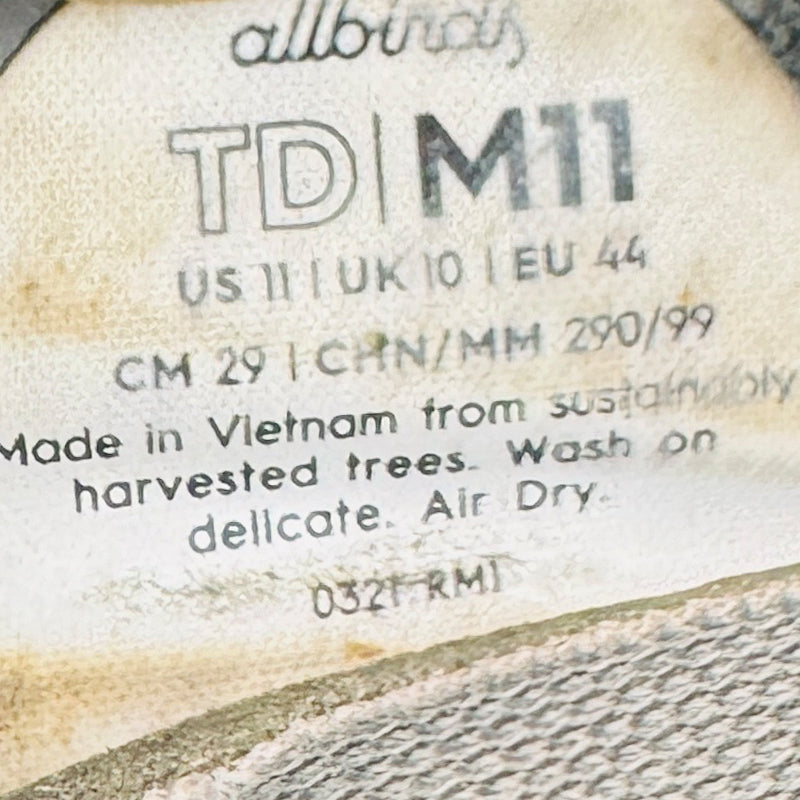 allbirds
TD | M11
US 11 | UK 10 | EU 44
CM 29 | CHN/MM 290/99
Made in Vietnam from sustainably
harvested trees. Wash on
delicate. Air Dry.
0321 RM1